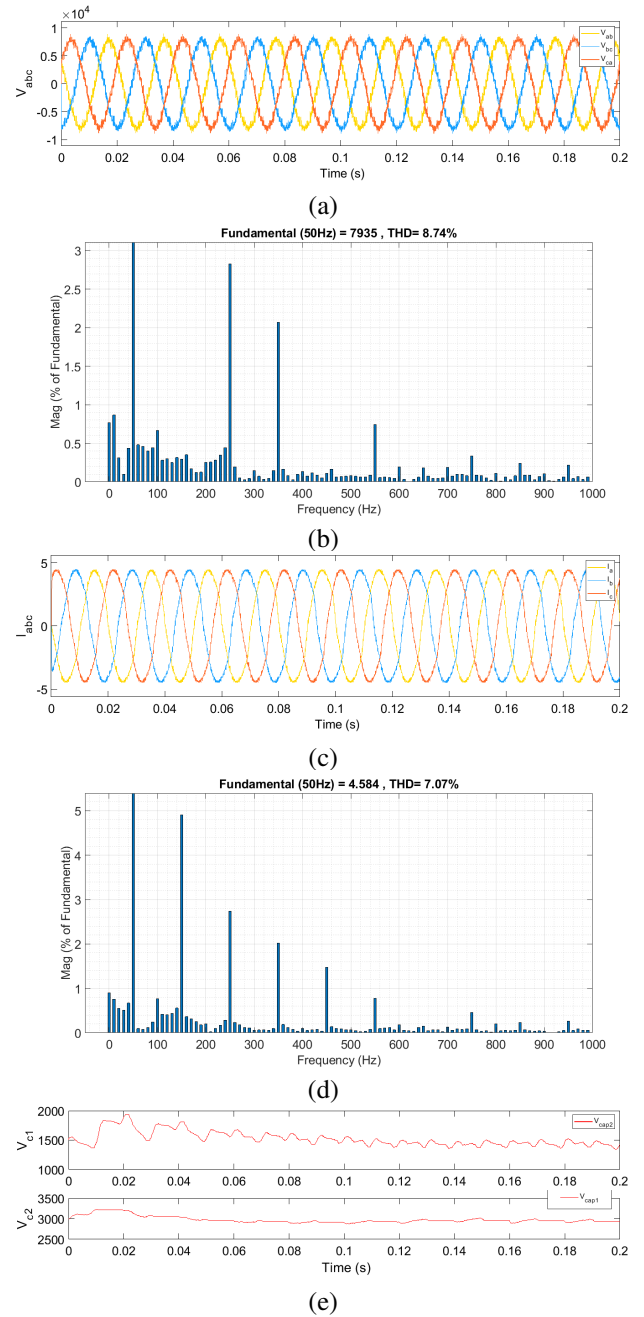 ×10^4
1
0.5
0
-0.5
-1
V_abc
V_ab
V_bc
V_ca
0 0.02 0.04 0.06 0.08 0.1 0.12 0.14 0.16 0.18 0.2
Time (s)
(a)
Fundamental (50Hz) = 7935 , THD= 8.74%
3
2.5
2
1.5
1
0.5
0
Mag (% of Fundamental)
0 100 200 300 400 500 600 700 800 900 1000
Frequency (Hz)
(b)
5
0
-5
I_abc
I_a
I_b
I_c
0 0.02 0.04 0.06 0.08 0.1 0.12 0.14 0.16 0.18 0.2
Time (s)
(c)
Fundamental (50Hz) = 4.584 , THD= 7.07%
5
4
3
2
1
0
Mag (% of Fundamental)
0 100 200 300 400 500 600 700 800 900 1000
Frequency (Hz)
(d)
2000
1500
1000
V_c1
V_cap2
0 0.02 0.04 0.06 0.08 0.1 0.12 0.14 0.16 0.18 0.2
3500
3000
2500
V_c2
V_cap1
0 0.02 0.04 0.06 0.08 0.1 0.12 0.14 0.16 0.18 0.2
Time (s)
(e)